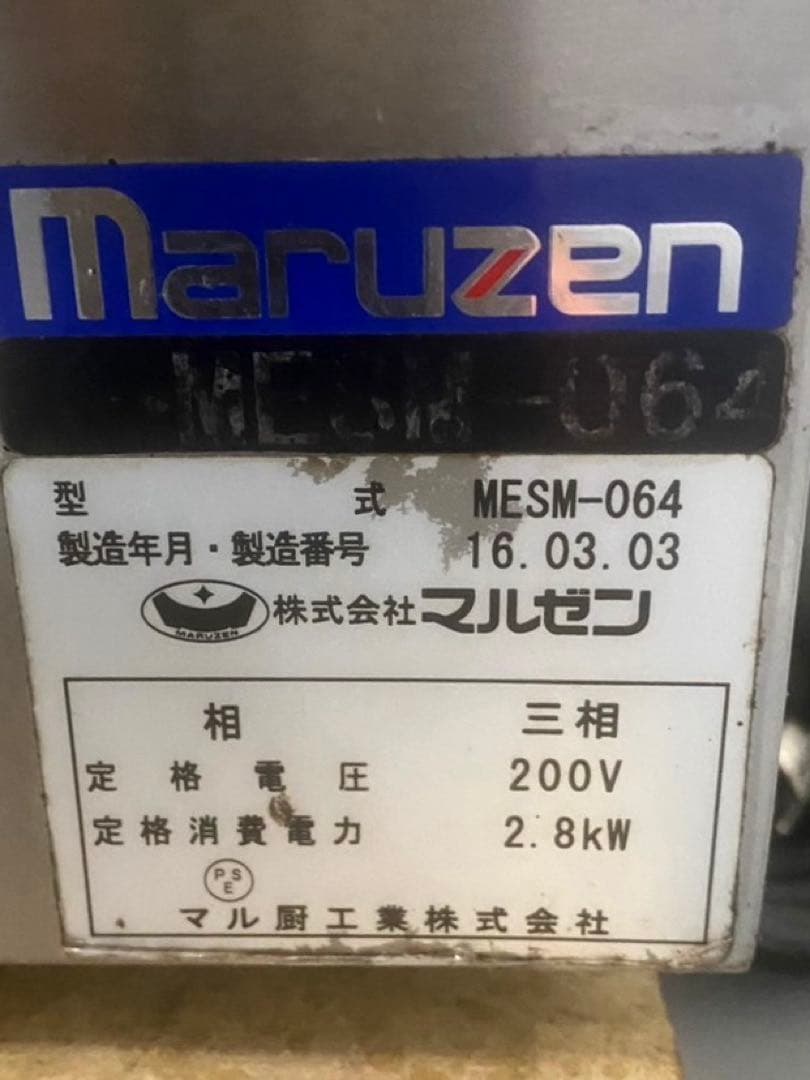 maruzen
MESM-064
型 式 MESM-064
製造年月・製造番号 16.03.03
MARUZEN 株式会社マルゼン
相 三相
定格電圧 200V
定格消費電力 2.8kW
PSE
マル厨工業株式会社